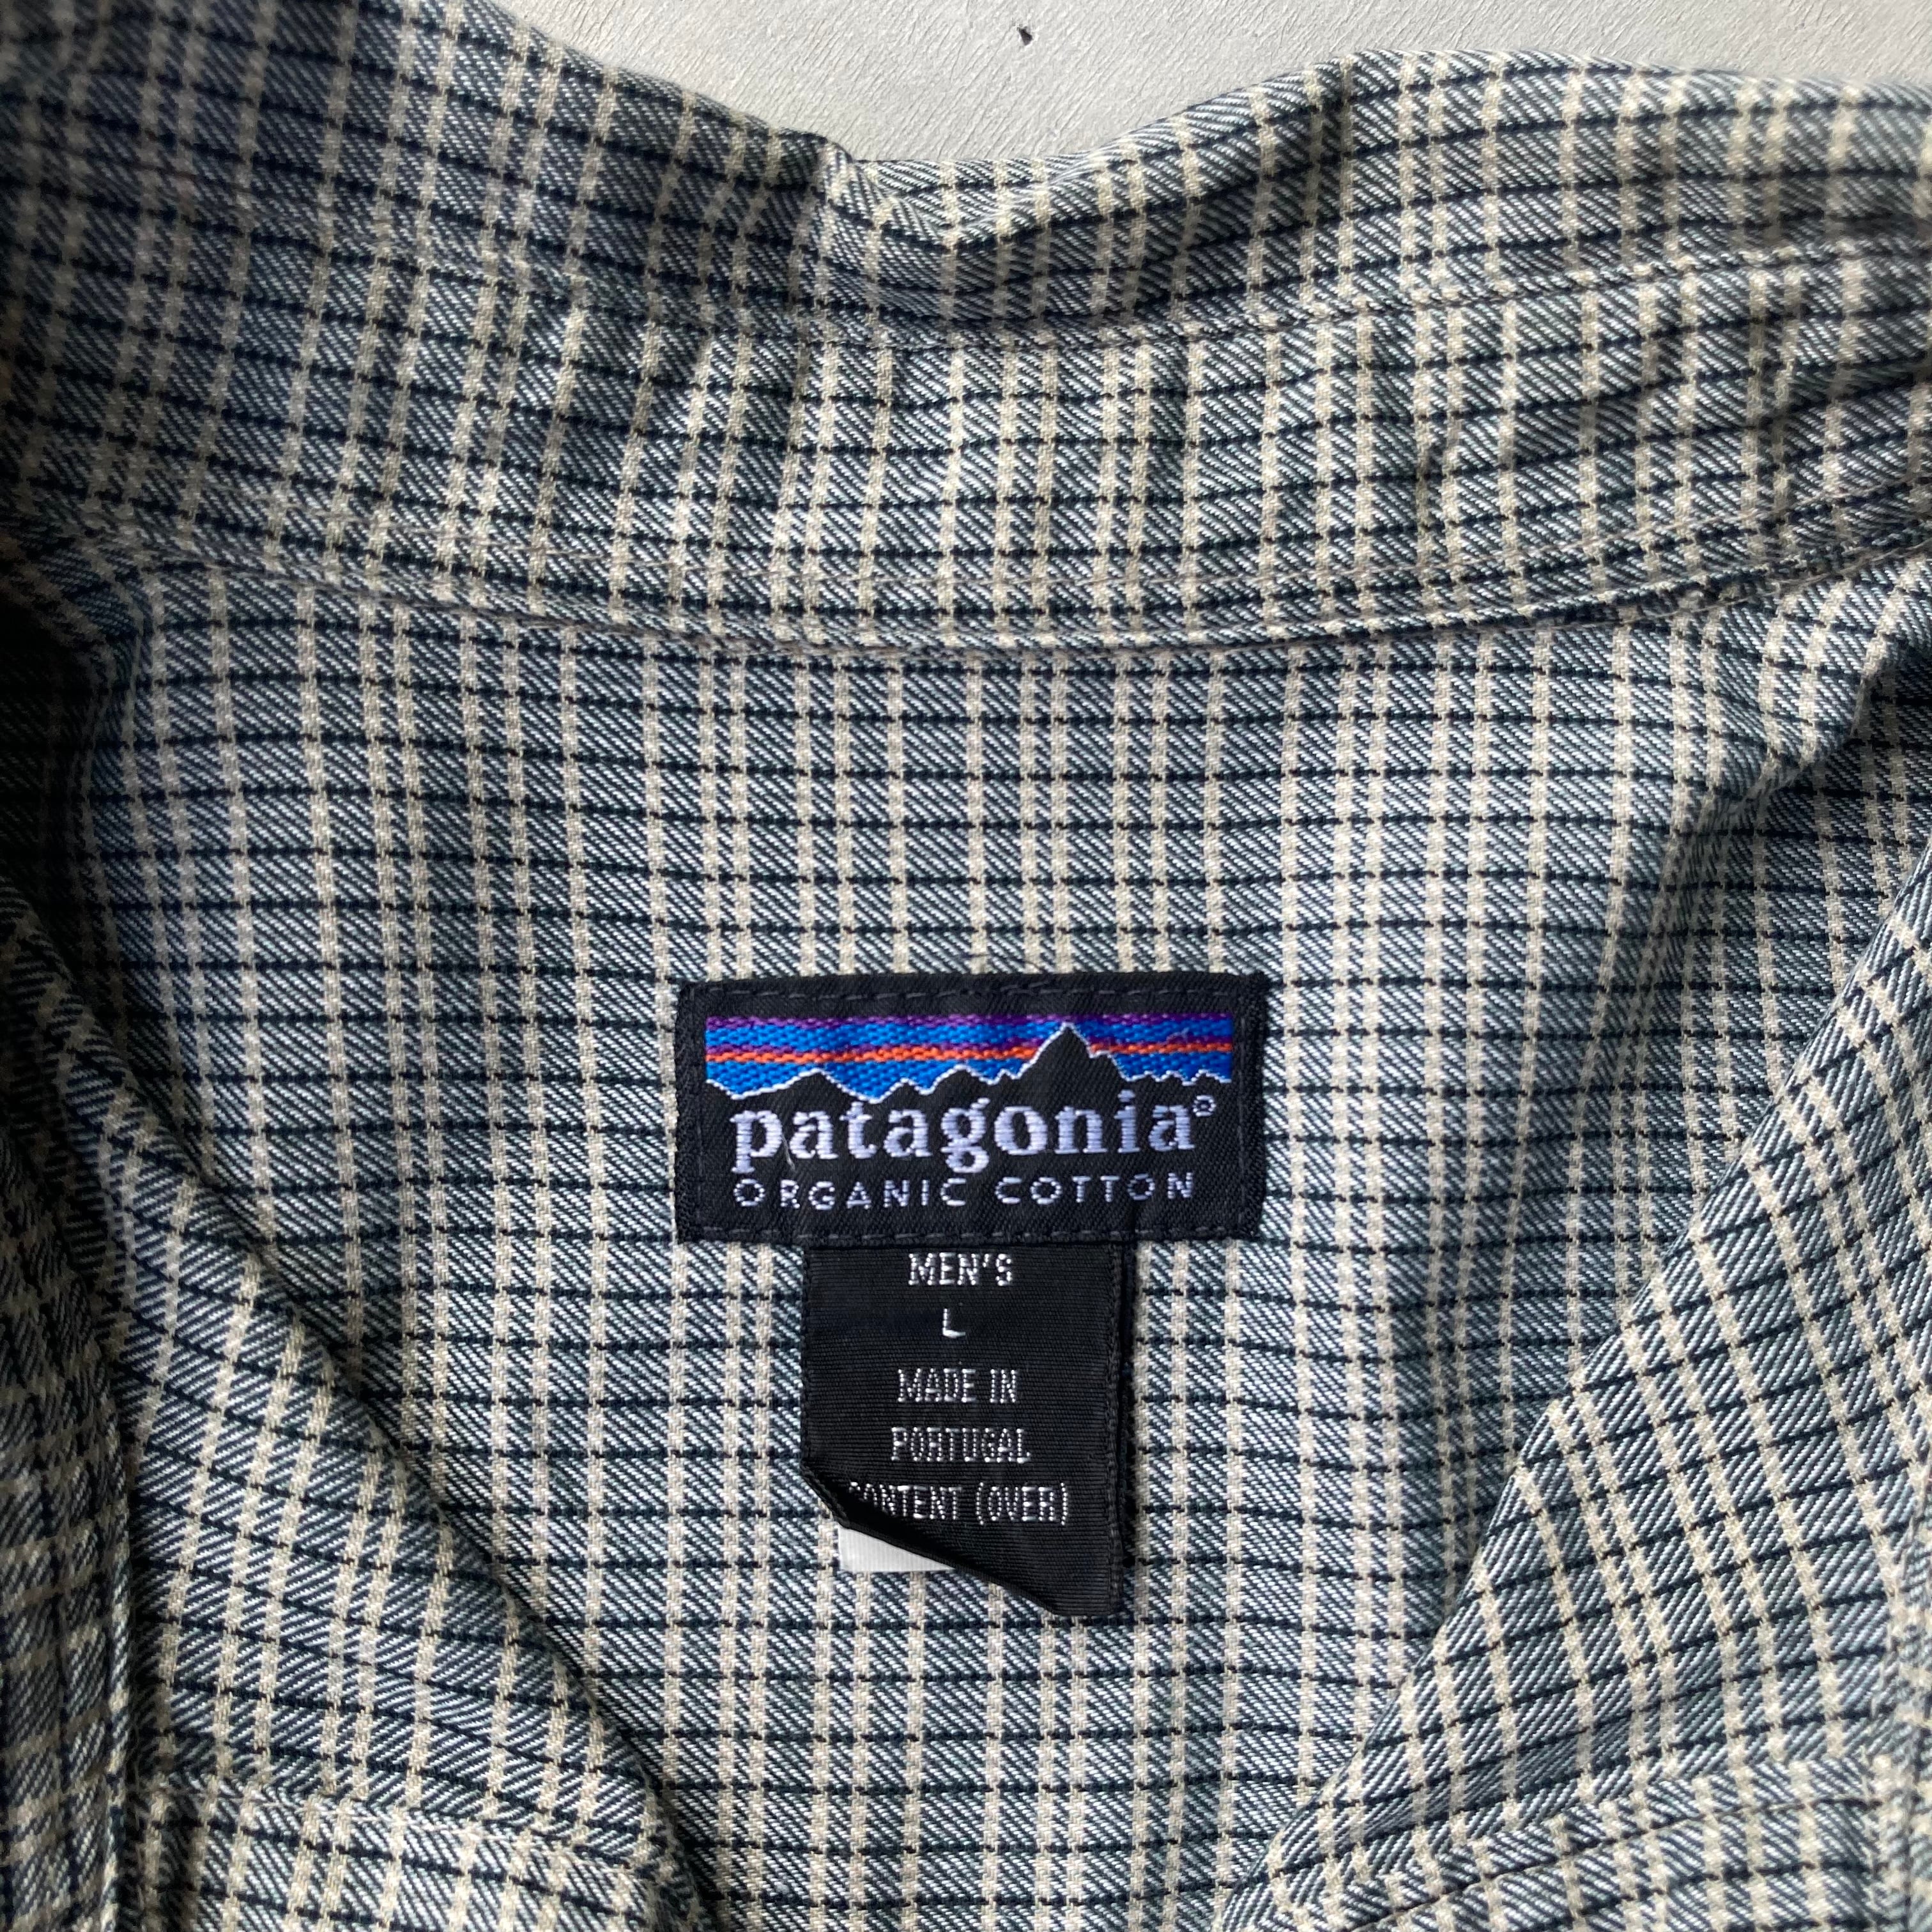 patagonia®
ORGANIC COTTON
MEN'S
L
MADE IN
PORTUGAL
CONTENT (OVER)